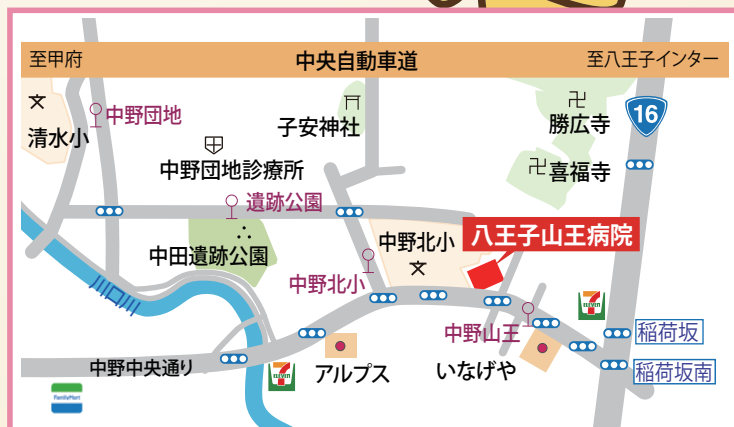 至甲府
中央自動車道
至八王子インター
清水小
中野団地
子安神社
勝広寺
16
中野団地診療所
喜福寺
遺跡公園
中田遺跡公園
中野北小
八王子山王病院
中野北小
川口川
中野山王
ELEVEN
稲荷坂
中野中央通り
ELEVEN
アルプス
いなげや
稲荷坂南
FamilyMart